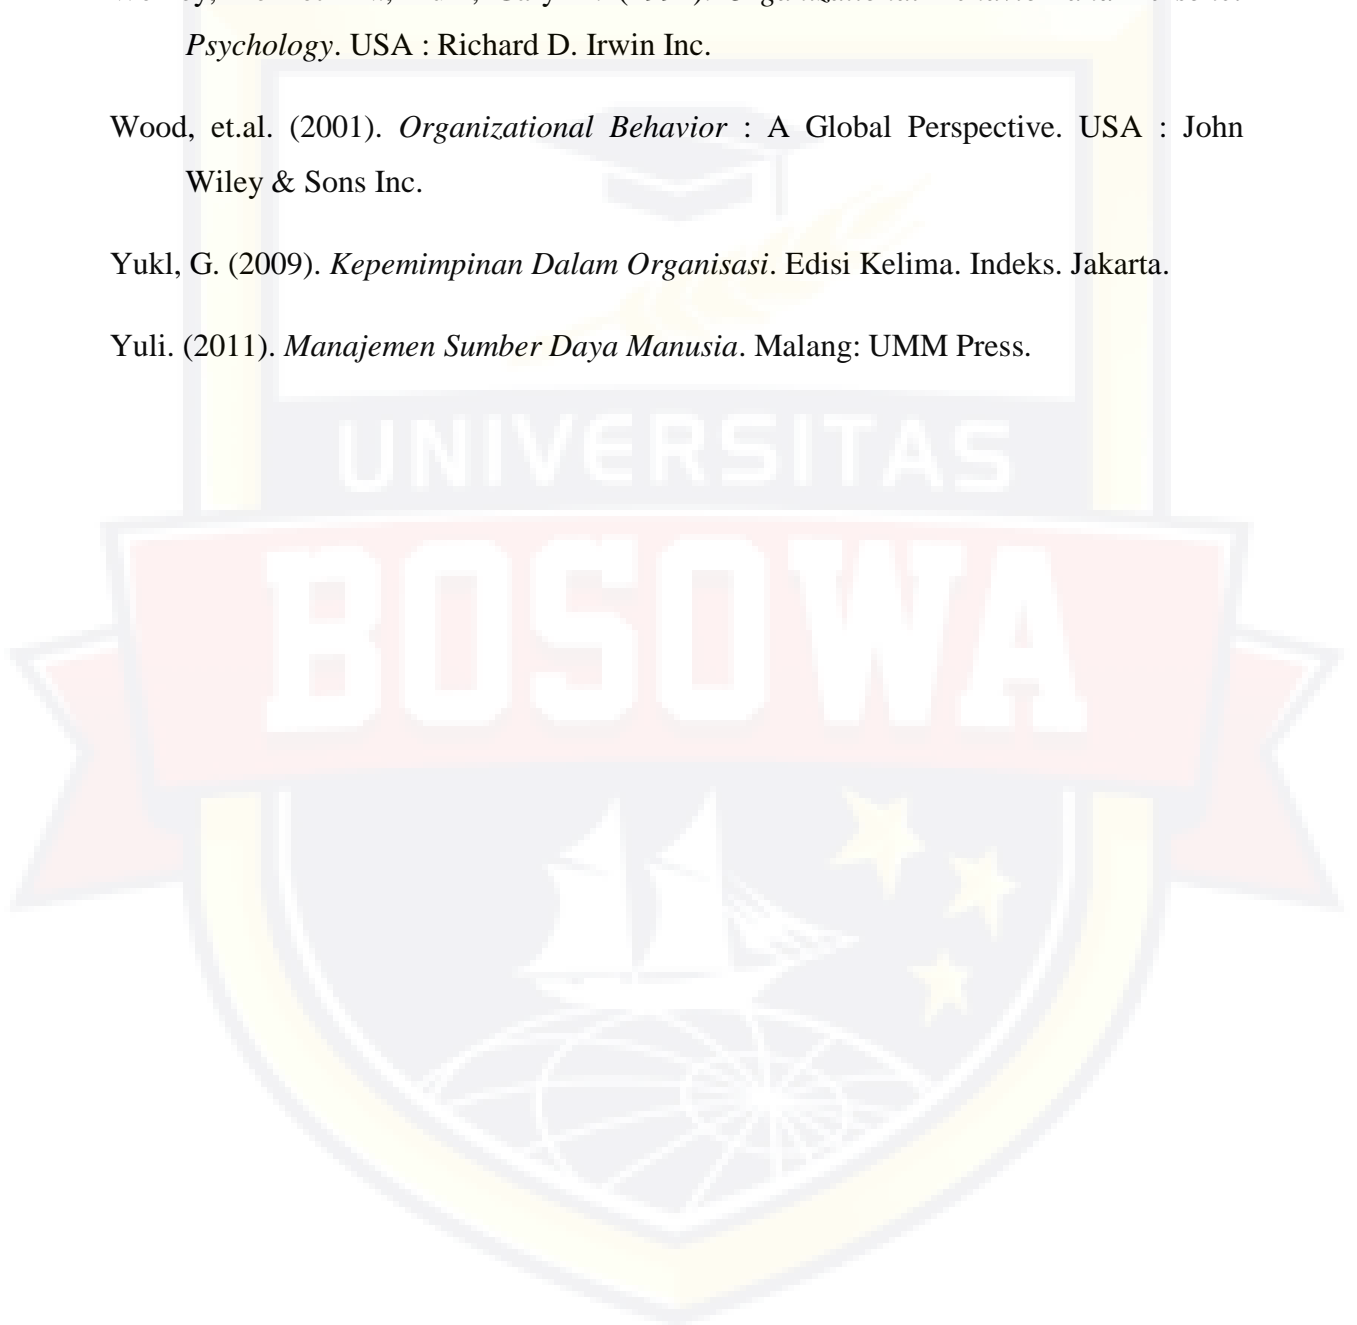 Psychology. USA : Richard D. Irwin Inc.
Wood, et.al. (2001). Organizational Behavior : A Global Perspective. USA : John
Wiley & Sons Inc.
Yukl, G. (2009). Kepemimpinan Dalam Organisasi. Edisi Kelima. Indeks. Jakarta.
Yuli. (2011). Manajemen Sumber Daya Manusia. Malang: UMM Press.
UNIVERSITAS
BOSOWA